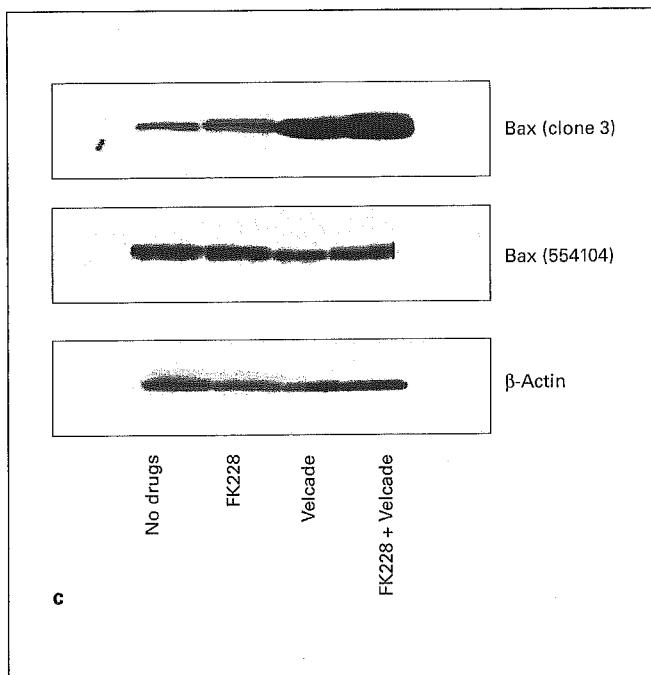 Bax (clone 3)
Bax (554104)
β-Actin
No drugs
FK228
Velcade
FK228 + Velcade
c